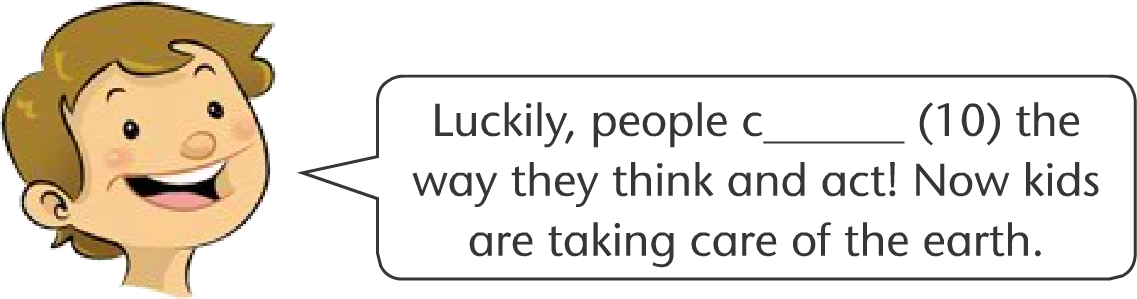 Luckily, people c______ (10) the
way they think and act! Now kids
are taking care of the earth.